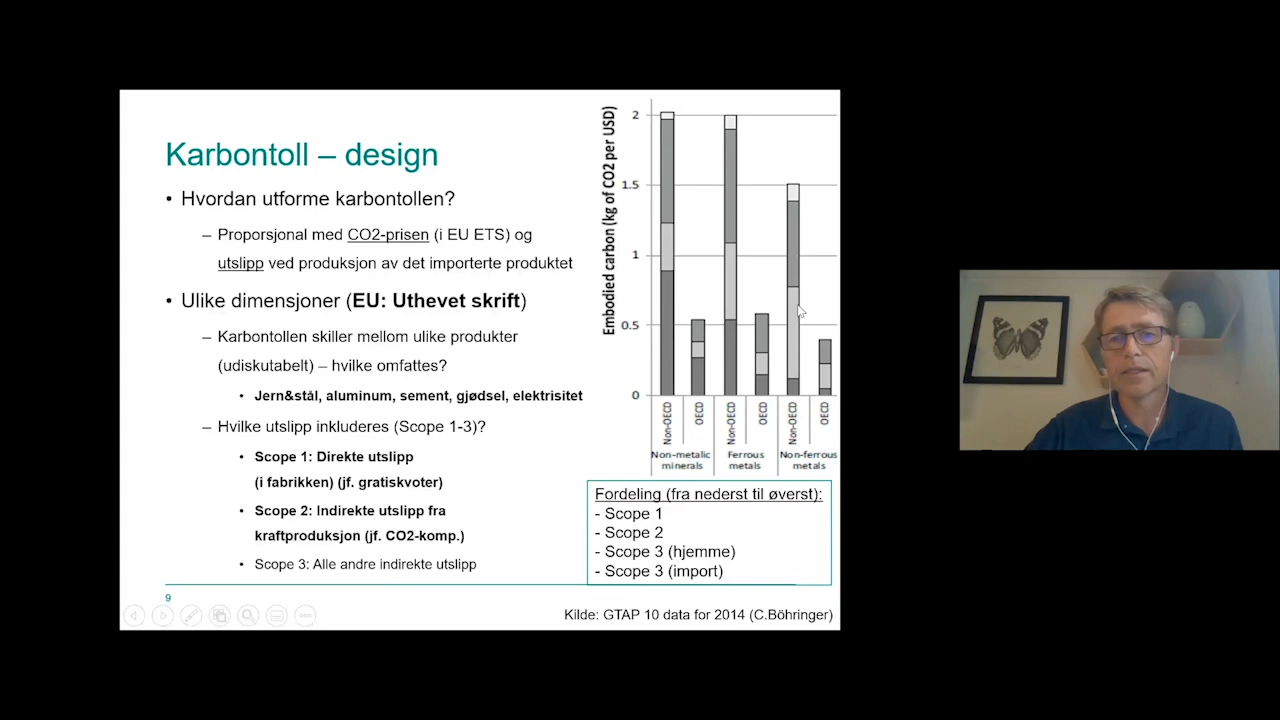 Karbontoll – design
• Hvordan utforme karbontollen?
– Proporsjonal med CO2-prisen (i EU ETS) og
utslipp ved produksjon av det importerte produktet
• Ulike dimensjoner (EU: Uthevet skrift)
– Karbontollen skiller mellom ulike produkter
(udiskutabelt) – hvilke omfattes?
• Jern&stål, aluminum, sement, gjødsel, elektrisitet
– Hvilke utslipp inkluderes (Scope 1-3)?
• Scope 1: Direkte utslipp
(i fabrikken) (jf. gratiskvoter)
• Scope 2: Indirekte utslipp fra
kraftproduksjon (jf. CO2-komp.)
• Scope 3: Alle andre indirekte utslipp
9
Embodied carbon (kg of CO2 per USD)
2
1.5
1
0.5
0
Non-OECD
OECD
Non-OECD
OECD
Non-OECD
OECD
Non-metalic
minerals
Ferrous
metals
Non-ferrous
metals
Fordeling (fra nederst til øverst):
- Scope 1
- Scope 2
- Scope 3 (hjemme)
- Scope 3 (import)
Kilde: GTAP 10 data for 2014 (C.Böhringer)